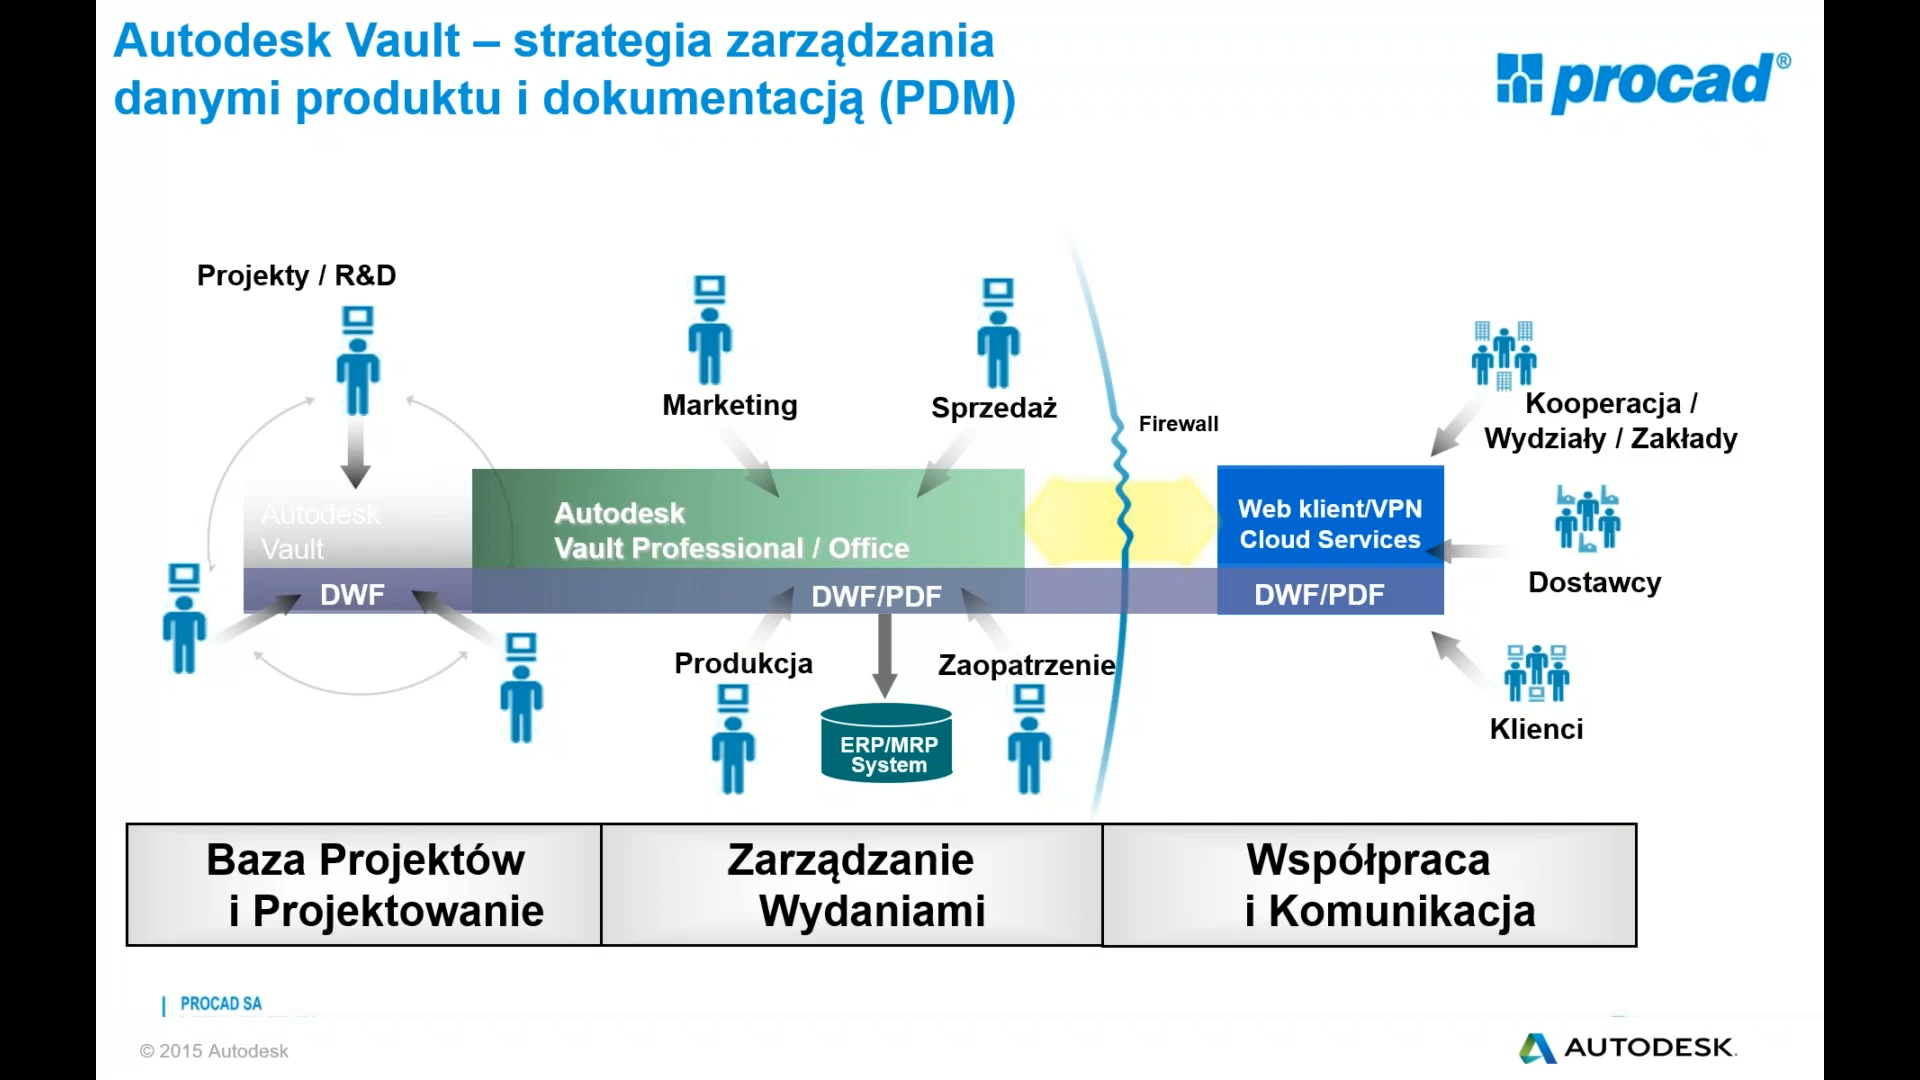 Autodesk Vault – strategia zarządzania
danymi produktu i dokumentacją (PDM)
procad®
Projekty / R&D
Marketing
Sprzedaż
Firewall
Kooperacja /
Wydziały / Zakłady
Autodesk
Vault
Autodesk
Vault Professional / Office
Web klient/VPN
Cloud Services
Dostawcy
DWF
DWF/PDF
DWF/PDF
Produkcja
Zaopatrzenie
Klienci
ERP/MRP
System
Baza Projektów
i Projektowanie
Zarządzanie
Wydaniami
Współpraca
i Komunikacja
PROCAD SA
© 2015 Autodesk
AUTODESK.